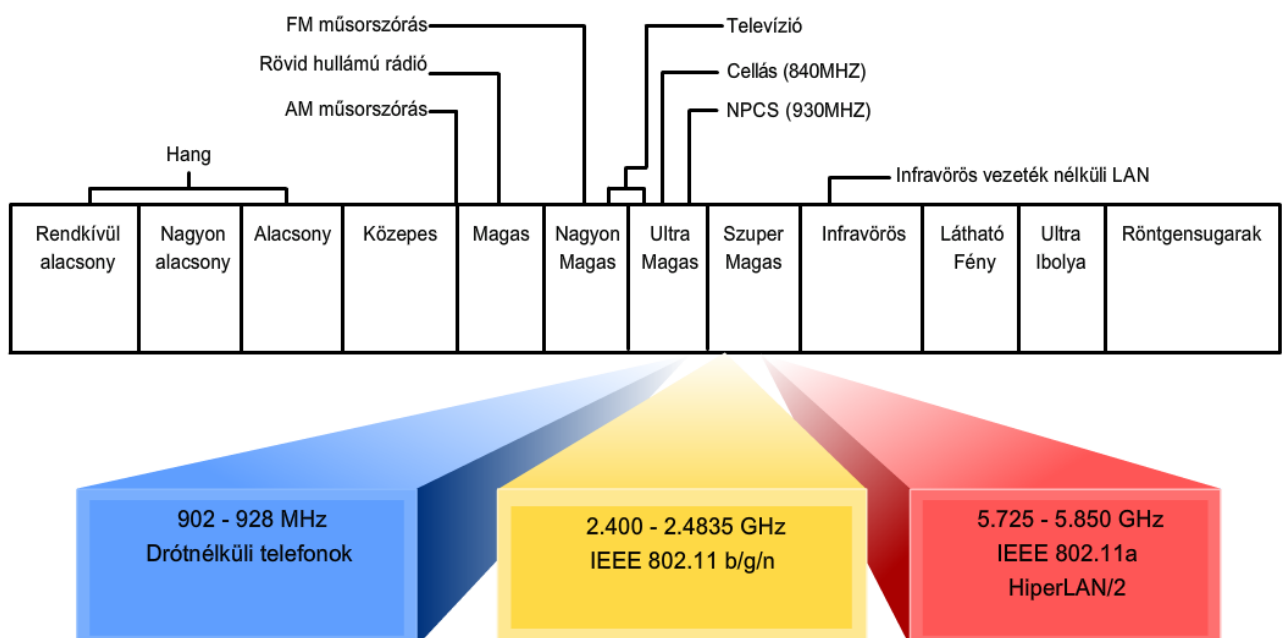 FM műsorszórás
Televízió
Rövid hullámú rádió
Cellás (840MHZ)
AM műsorszórás
NPCS (930MHZ)
Hang
Infravörös vezeték nélküli LAN
Rendkívül
alacsony
Nagyon
alacsony
Alacsony
Közepes
Magas
Nagyon
Magas
Ultra
Magas
Szuper
Magas
Infravörös
Látható
Fény
Ultra
Ibolya
Röntgensugarak
902 - 928 MHz
Drótnélküli telefonok
2.400 - 2.4835 GHz
IEEE 802.11 b/g/n
5.725 - 5.850 GHz
IEEE 802.11a
HiperLAN/2